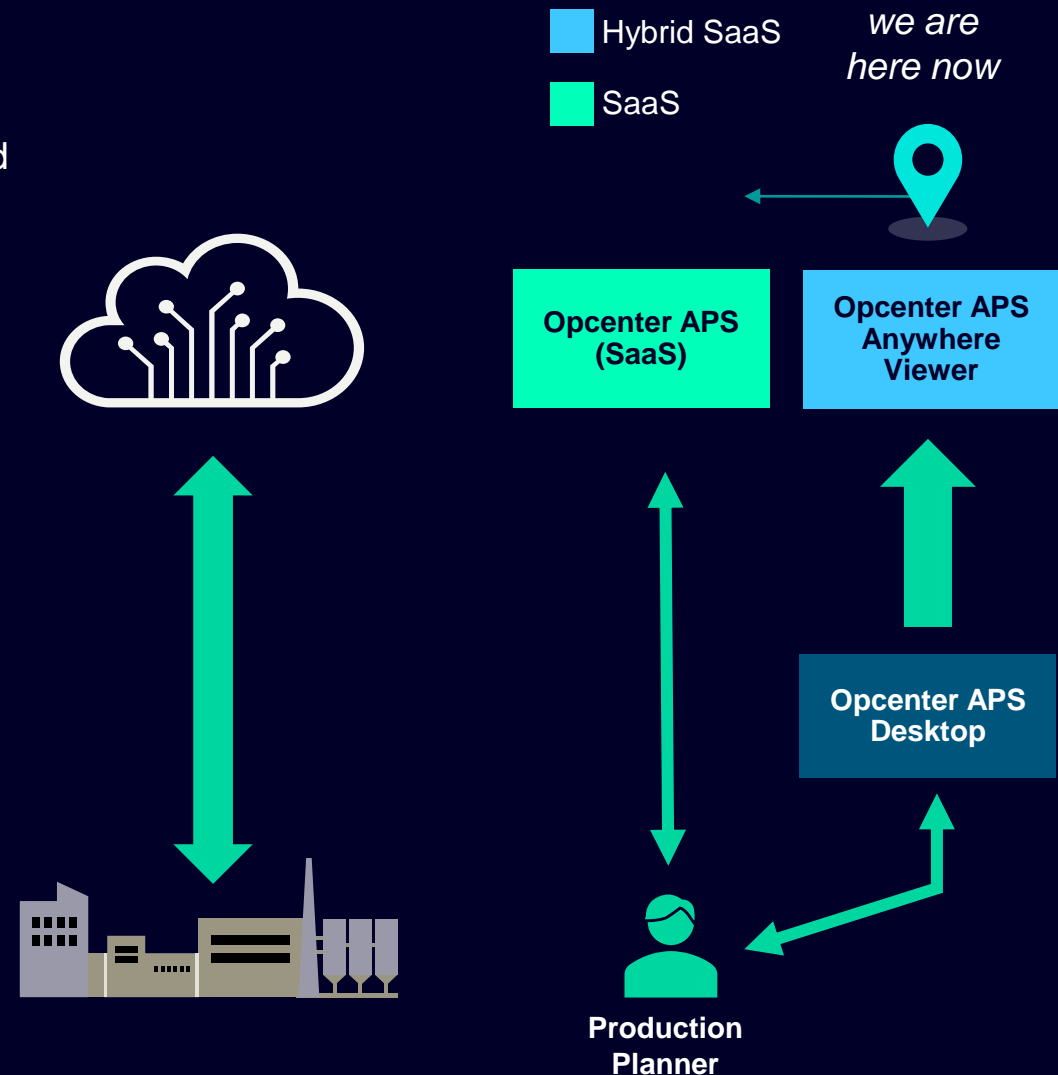 Hybrid SaaS
SaaS
we are
here now
Opcenter APS
(SaaS)
Opcenter APS
Anywhere
Viewer
Opcenter APS
Desktop
Production
Planner